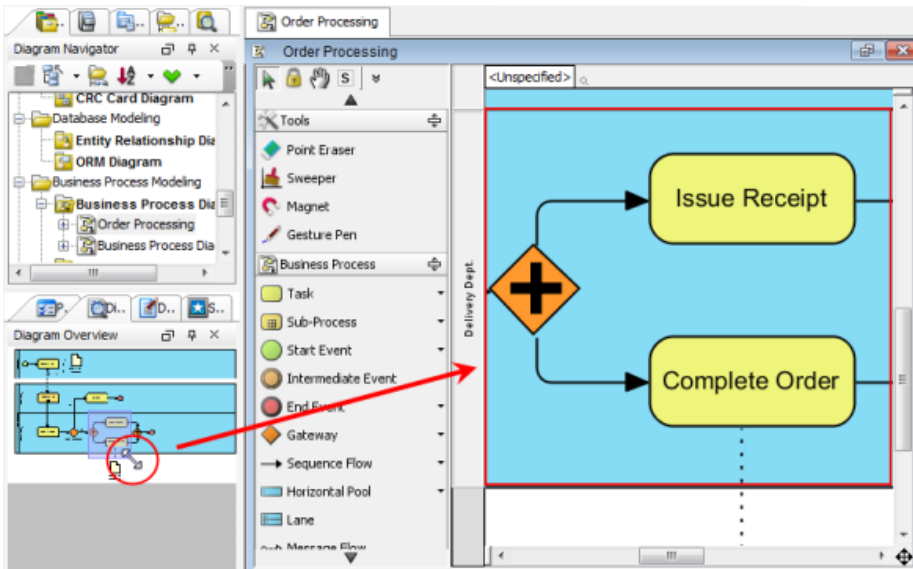 Order Processing
Diagram Navigator
CRC Card Diagram
Database Modeling
Entity Relationship Dia
ORM Diagram
Business Process Modeling
Business Process Dia
Order Processing
Business Process Dia
P.
Di..
D..
S..
Diagram Overview
Order Processing
S
Tools
Point Eraser
Sweeper
Magnet
Gesture Pen
Business Process
Task
Sub-Process
Start Event
Intermediate Event
End Event
Gateway
Sequence Flow
Horizontal Pool
Lane
Message Flow
<Unspecified>
Delivery Dept.
Issue Receipt
Complete Order